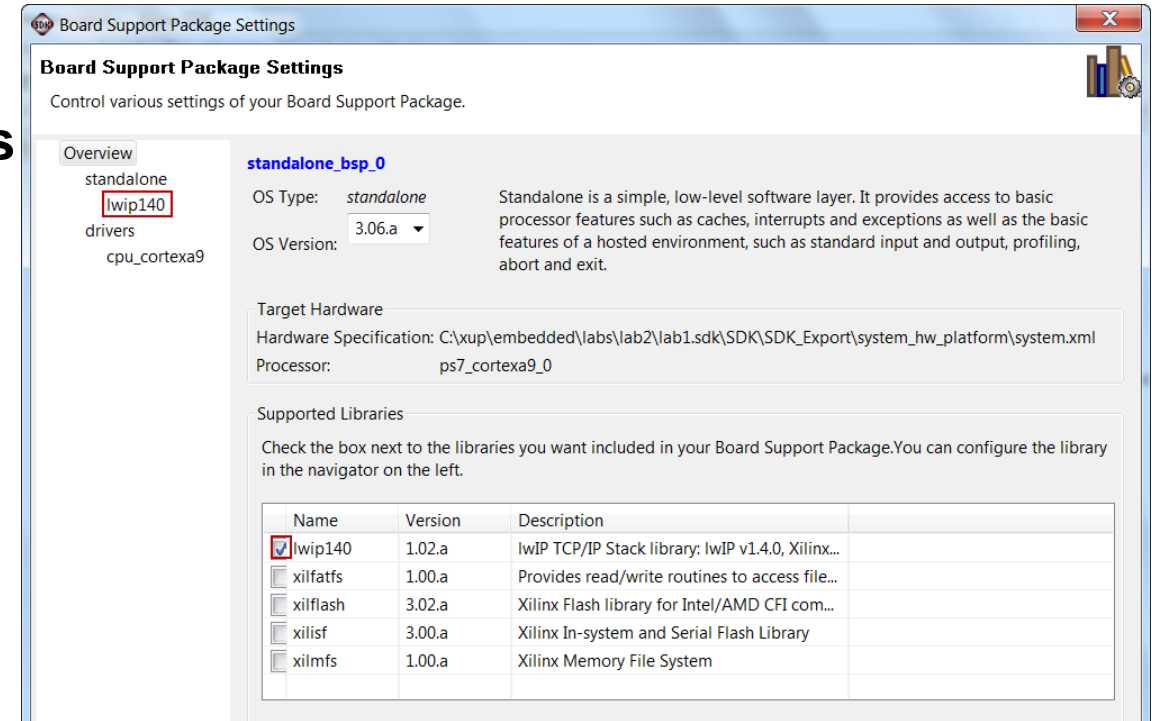 SDK Board Support Package Settings
Board Support Package Settings
Control various settings of your Board Support Package.
s
Overview
standalone
lwip140
drivers
cpu_cortexa9
standalone_bsp_0
OS Type: standalone
OS Version: 3.06.a
Standalone is a simple, low-level software layer. It provides access to basic
processor features such as caches, interrupts and exceptions as well as the basic
features of a hosted environment, such as standard input and output, profiling,
abort and exit.
Target Hardware
Hardware Specification: C:\xup\embedded\labs\lab2\lab1.sdk\SDK\SDK_Export\system_hw_platform\system.xml
Processor: ps7_cortexa9_0
Supported Libraries
Check the box next to the libraries you want included in your Board Support Package.You can configure the library
in the navigator on the left.
Name Version Description
lwip140 1.02.a lwIP TCP/IP Stack library: lwIP v1.4.0, Xilinx...
xilfatfs 1.00.a Provides read/write routines to access file...
xilflash 3.02.a Xilinx Flash library for Intel/AMD CFI com...
xilisf 3.00.a Xilinx In-system and Serial Flash Library
xilmfs 1.00.a Xilinx Memory File System